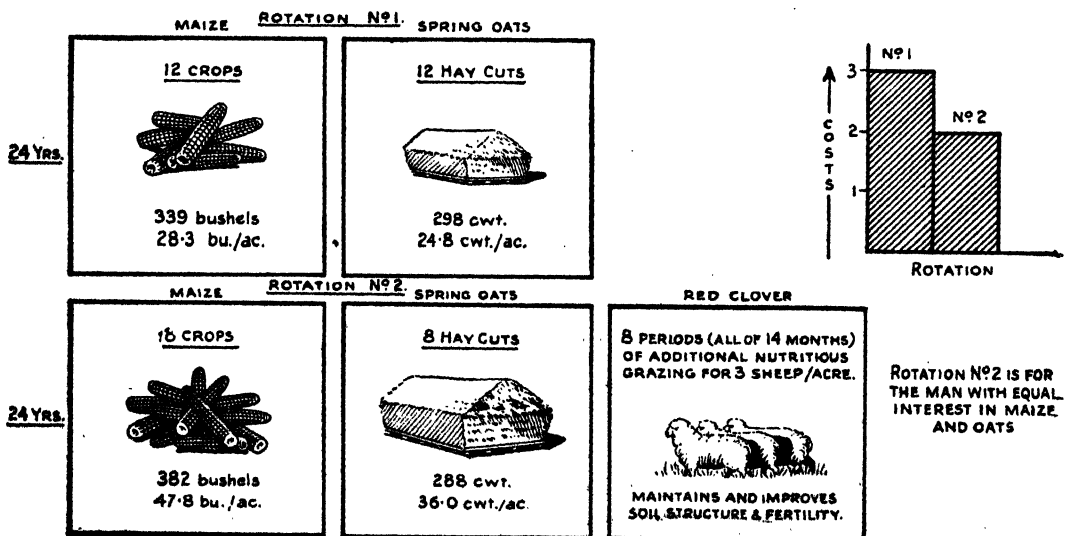 ROTATION Nº1.
MAIZE
SPRING OATS
24 YRS.
12 CROPS
339 bushels
28·3 bu./ac.
12 HAY CUTS
298 cwt.
24·8 cwt./ac.
Nº1
Nº2
3
2
1
COSTS
ROTATION
ROTATION Nº2.
MAIZE
SPRING OATS
RED CLOVER
24 YRS.
18 CROPS
382 bushels
47·8 bu./ac.
8 HAY CUTS
288 cwt.
36·0 cwt./ac.
8 PERIODS (ALL OF 14 MONTHS)
OF ADDITIONAL NUTRITIOUS
GRAZING FOR 3 SHEEP/ACRE.
MAINTAINS AND IMPROVES
SOIL STRUCTURE & FERTILITY.
ROTATION Nº2 IS FOR
THE MAN WITH EQUAL
INTEREST IN MAIZE
AND OATS